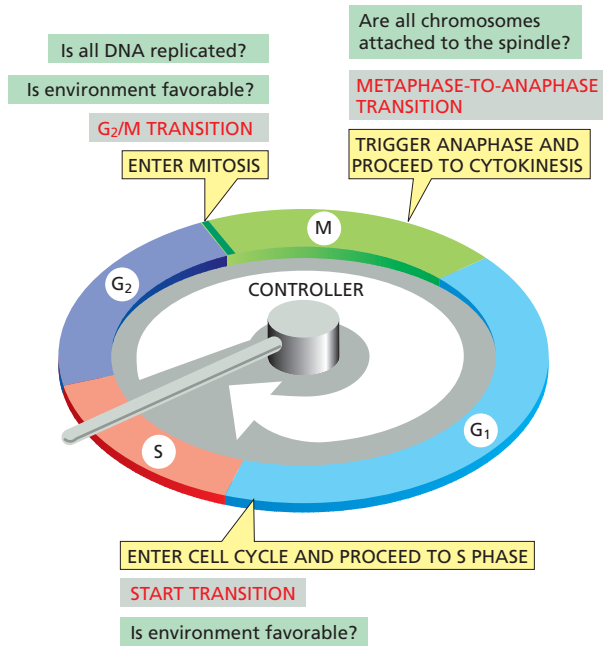 Is all DNA replicated?
Is environment favorable?
G₂/M TRANSITION
ENTER MITOSIS
Are all chromosomes
attached to the spindle?
METAPHASE-TO-ANAPHASE
TRANSITION
TRIGGER ANAPHASE AND
PROCEED TO CYTOKINESIS
M
G₂
CONTROLLER
S
G₁
ENTER CELL CYCLE AND PROCEED TO S PHASE
START TRANSITION
Is environment favorable?